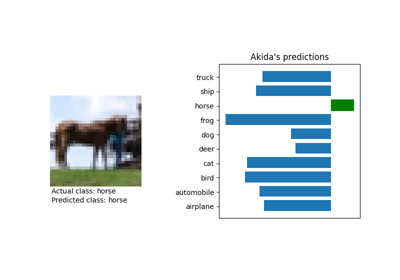 Akida's predictions
truck
ship
horse
frog
dog
deer
cat
bird
automobile
airplane
Actual class: horse
Predicted class: horse